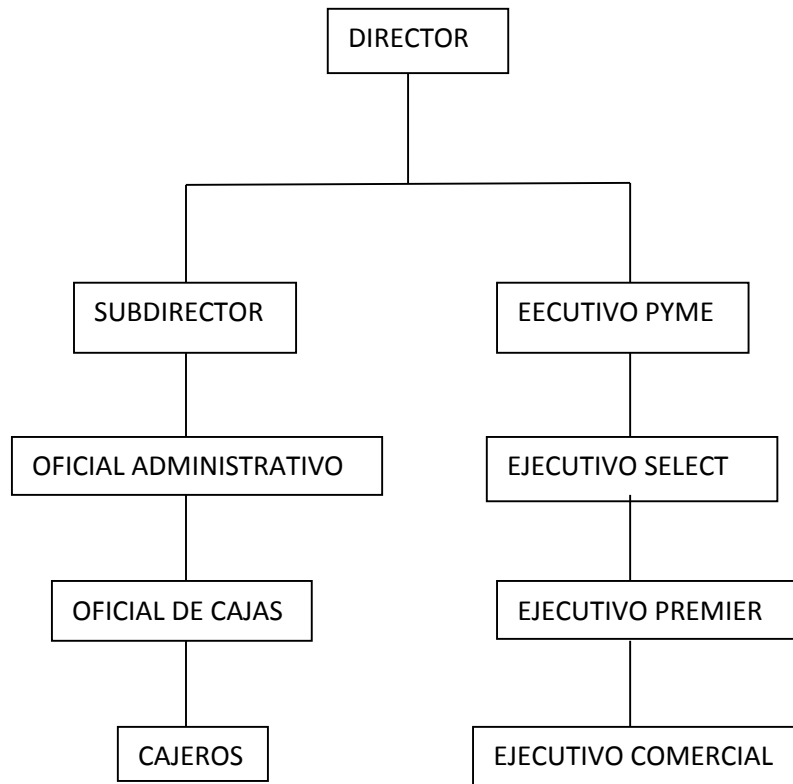 DIRECTOR
SUBDIRECTOR
EECUTIVO PYME
OFICIAL ADMINISTRATIVO
EJECUTIVO SELECT
OFICIAL DE CAJAS
EJECUTIVO PREMIER
CAJEROS
EJECUTIVO COMERCIAL